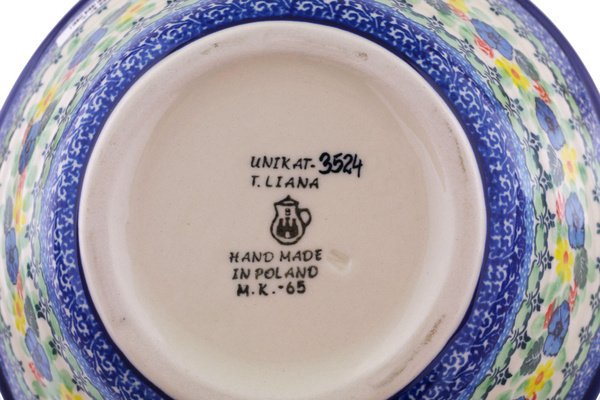 UNIKAT-3524
T. LIANA
HAND MADE
IN POLAND
M.K.-65